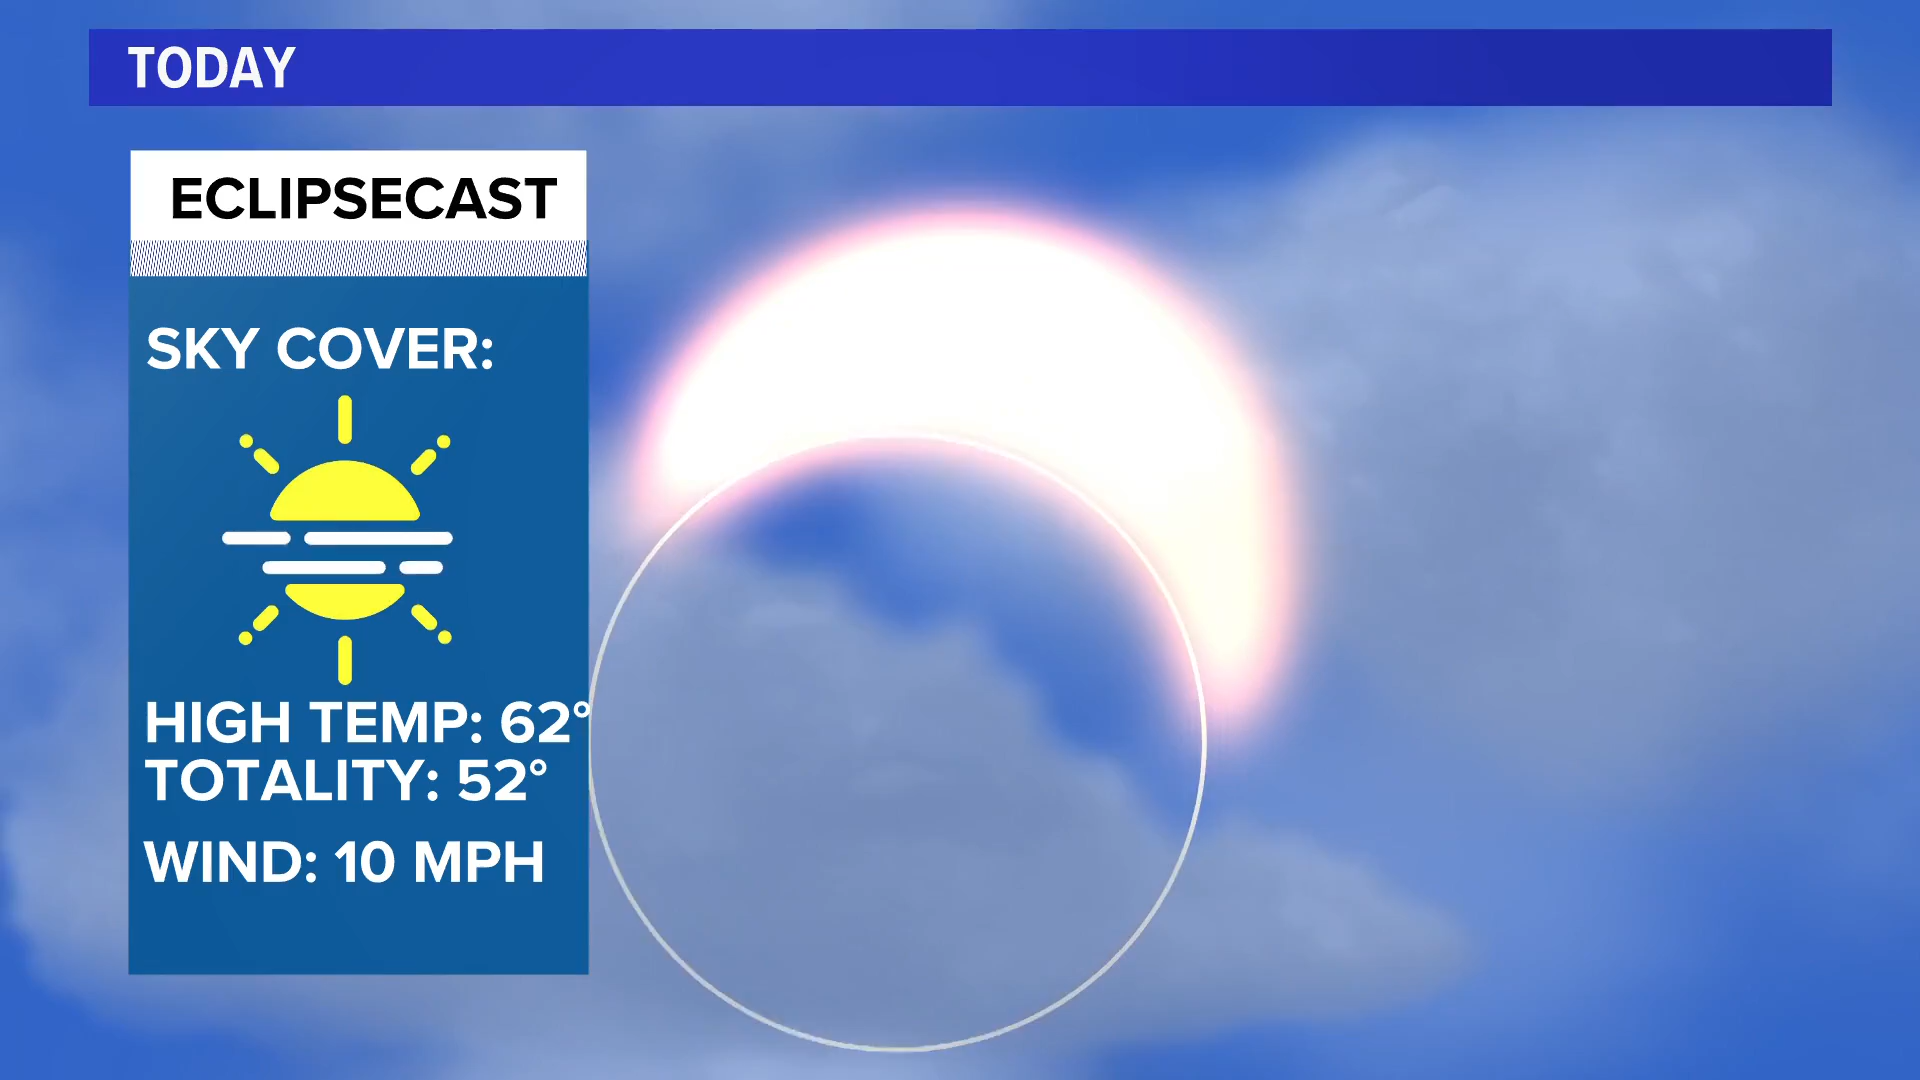 TODAY
ECLIPSECAST
SKY COVER:
HIGH TEMP: 62°
TOTALITY: 52°
WIND: 10 MPH